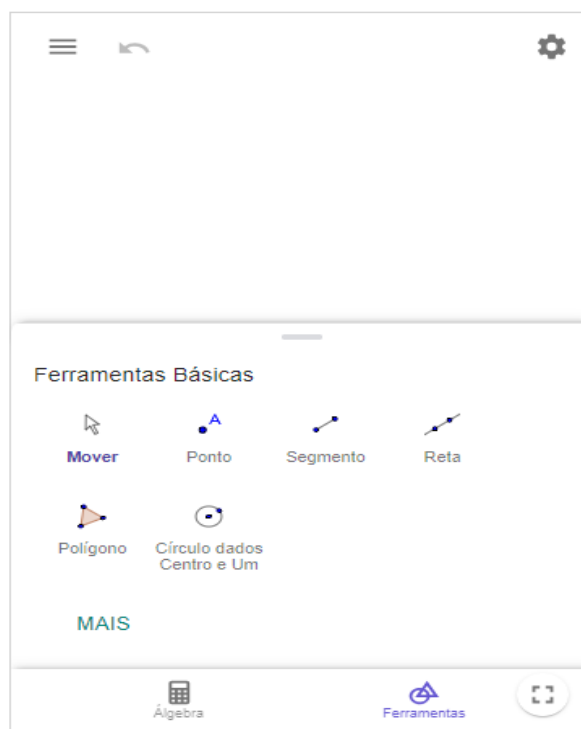 Ferramentas Básicas
A
Mover
Ponto
Segmento
Reta
Polígono
Círculo dados
Centro e Um
MAIS
Álgebra
Ferramentas